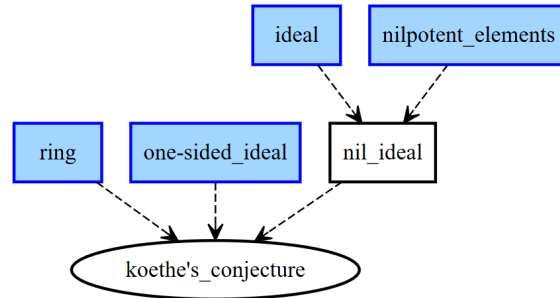 ideal
nilpotent_elements
ring
one-sided_ideal
nil_ideal
koethe's_conjecture